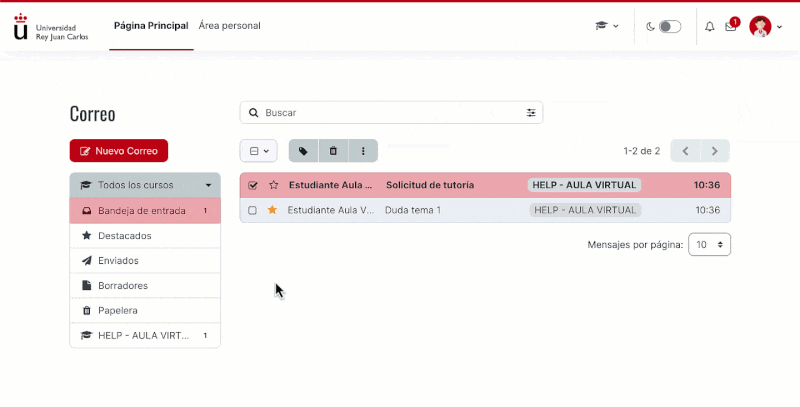 Universidad
Rey Juan Carlos
Página Principal
Área personal
1
Correo
Buscar
Nuevo Correo
1-2 de 2
Todos los cursos
Bandeja de entrada 1
Destacados
Enviados
Borradores
Papelera
HELP - AULA VIRT... 1
Estudiante Aula ... Solicitud de tutoría HELP - AULA VIRTUAL 10:36
Estudiante Aula V... Duda tema 1 HELP - AULA VIRTUAL 10:36
Mensajes por página: 10